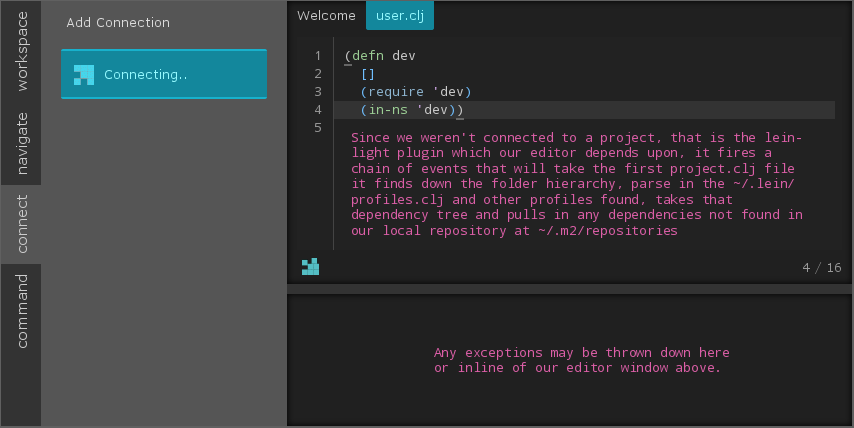 workspace
navigate
connect
command
Add Connection
Connecting..
Welcome
user.clj
1 (defn dev
2 []
3 (require 'dev)
4 (in-ns 'dev))
5
Since we weren't connected to a project, that is the lein-
light plugin which our editor depends upon, it fires a
chain of events that will take the first project.clj file
it finds down the folder hierarchy, parse in the ~/.lein/
profiles.clj and other profiles found, takes that
dependency tree and pulls in any dependencies not found in
our local repository at ~/.m2/repositories
4 / 16
Any exceptions may be thrown down here
or inline of our editor window above.